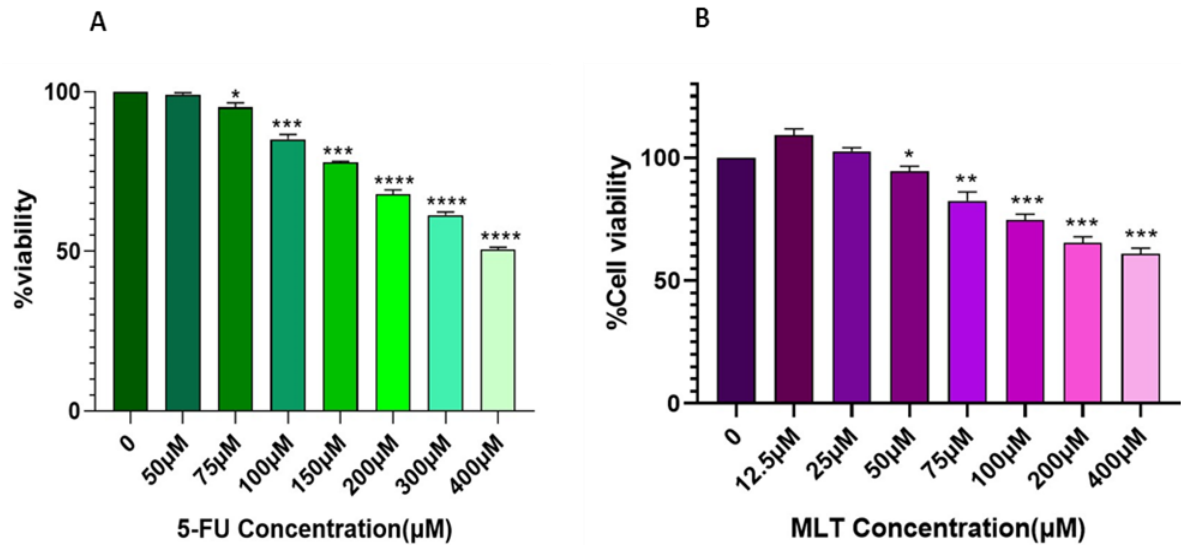 A
%viability
100
50
0
*
***
***
****
****
****
0
50µM
75µM
100µM
150µM
200µM
300µM
400µM
5-FU Concentration(µM)
B
%Cell viability
100
50
0
*
**
***
***
***
0
12.5µM
25µM
50µM
75µM
100µM
200µM
400µM
MLT Concentration(µM)